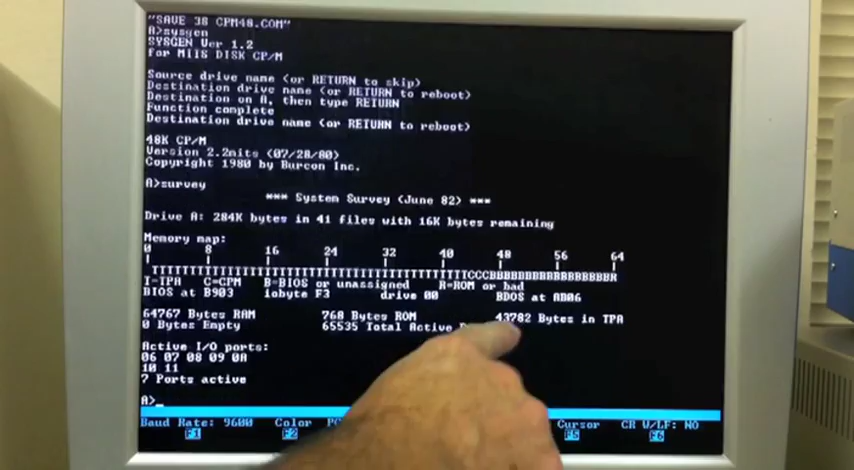 "SAVE 38 CPM48.COM"
A>sysgen
SYSGEN Ver 1.2
For MITS DISK CP/M
Source drive name (or RETURN to skip)
Destination drive name (or RETURN to reboot)
Destination on A, then type RETURN
Function complete
Destination drive name (or RETURN to reboot)
48K CP/M
Version 2.2mits (07/28/80)
Copyright 1980 by Burcon Inc.
A>survey
*** System Survey (June 82) ***
Drive A: 284K bytes in 41 files with 16K bytes remaining
Memory map:
0 8 16 24 32 40 48 56 64
| | | | | | | | |
T=TPA C=CPM B=BIOS or unassigned R=ROM or bad
BIOS at B903 iobyte F3 drive 00 BDOS at AB06
64767 Bytes RAM 768 Bytes ROM 43782 Bytes in TPA
0 Bytes Empty 65535 Total Active
Active I/O ports:
06 07 08 09 0A
10 11
7 Ports active
A>_
Baud Rate: 9600 Color Cursor CR W/LF: NO
F1 F2 F5 F6